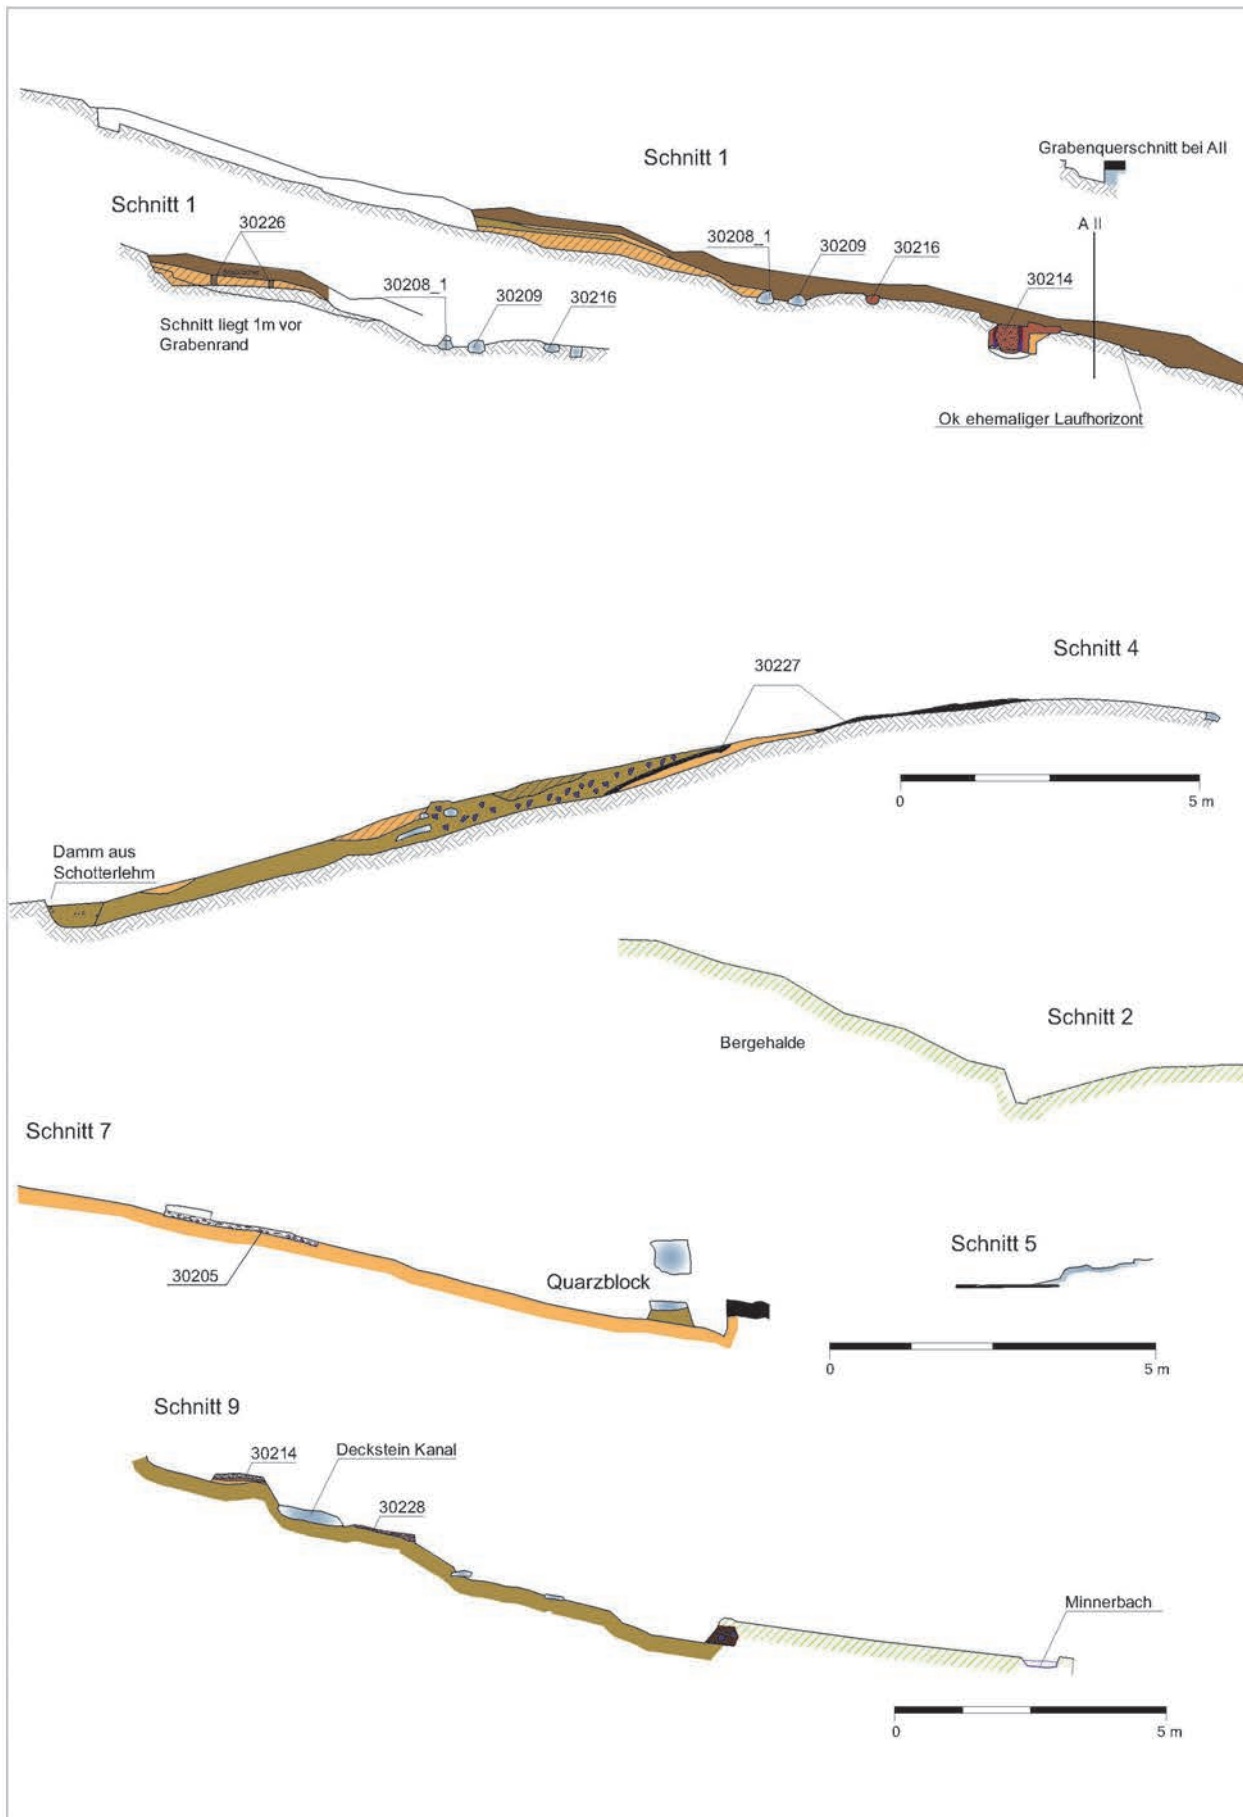 Schnitt 1
Grabenquerschnitt bei AII
Schnitt 1
30226
30208_1
30209
30216
A II
30208_1
30209
30216
30214
Schnitt liegt 1m vor
Grabenrand
Ok ehemaliger Laufhorizont
Schnitt 4
30227
0
5 m
Damm aus
Schotterlehm
Schnitt 2
Bergehalde
Schnitt 7
30205
Quarzblock
Schnitt 5
0
5 m
Schnitt 9
30214
Deckstein Kanal
30228
Minnerbach
0
5 m